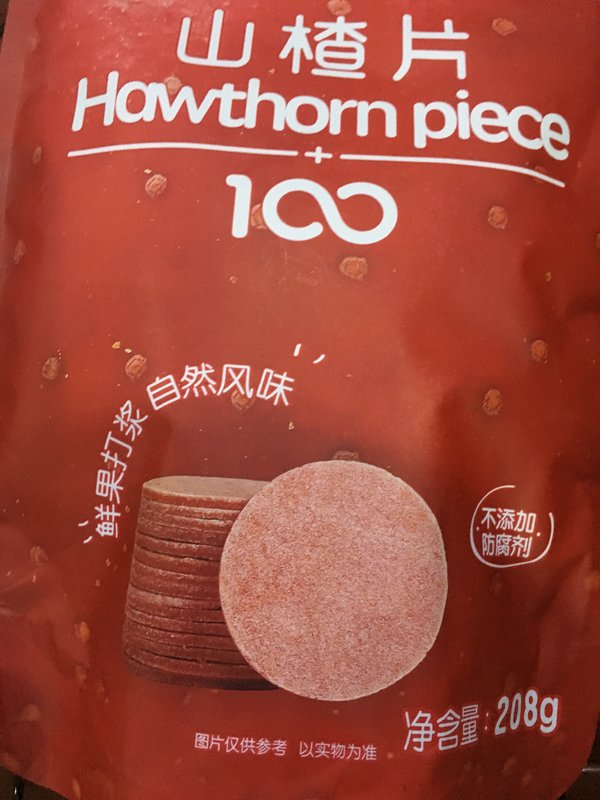 山楂片
Hawthorn piece
100
鲜果打浆 自然风味
不添加
防腐剂
净含量:208g
图片仅供参考 以实物为准